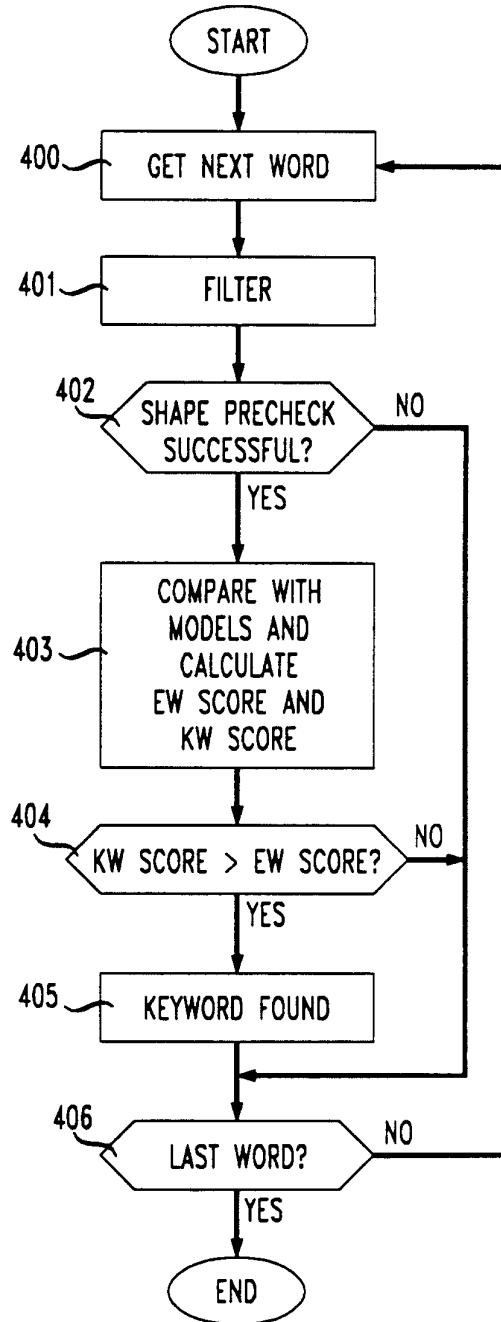 START
400
GET NEXT WORD
401
FILTER
402
SHAPE PRECHECK
SUCCESSFUL?
NO
YES
403
COMPARE WITH
MODELS AND
CALCULATE
EW SCORE AND
KW SCORE
404
KW SCORE > EW SCORE?
NO
YES
405
KEYWORD FOUND
406
LAST WORD?
NO
YES
END